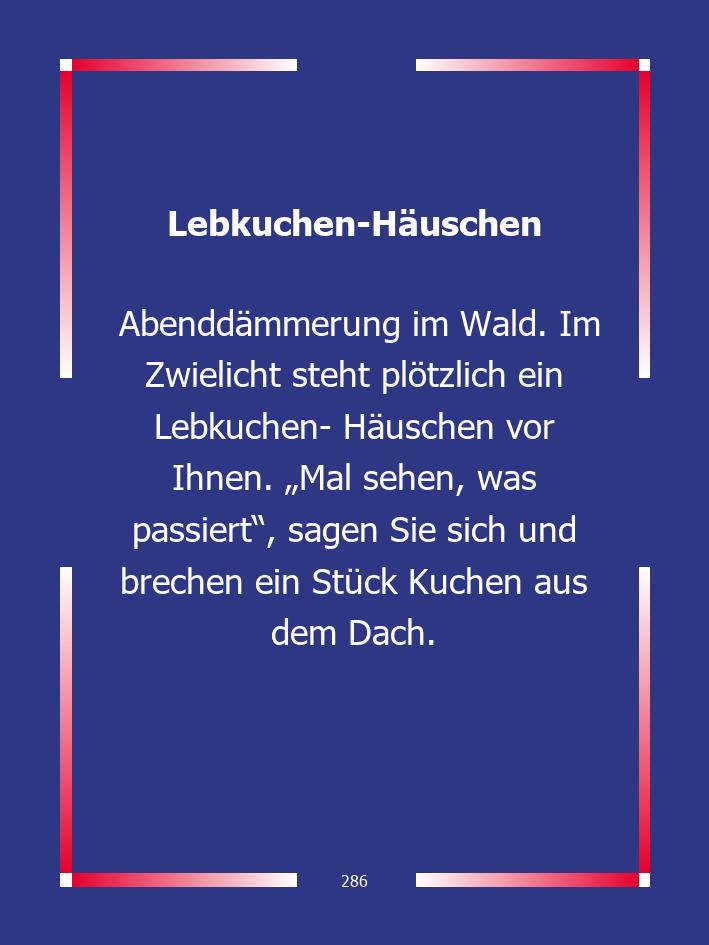 Lebkuchen-Häuschen
Abenddämmerung im Wald. Im
Zwielicht steht plötzlich ein
Lebkuchen- Häuschen vor
Ihnen. „Mal sehen, was
passiert“, sagen Sie sich und
brechen ein Stück Kuchen aus
dem Dach.
286